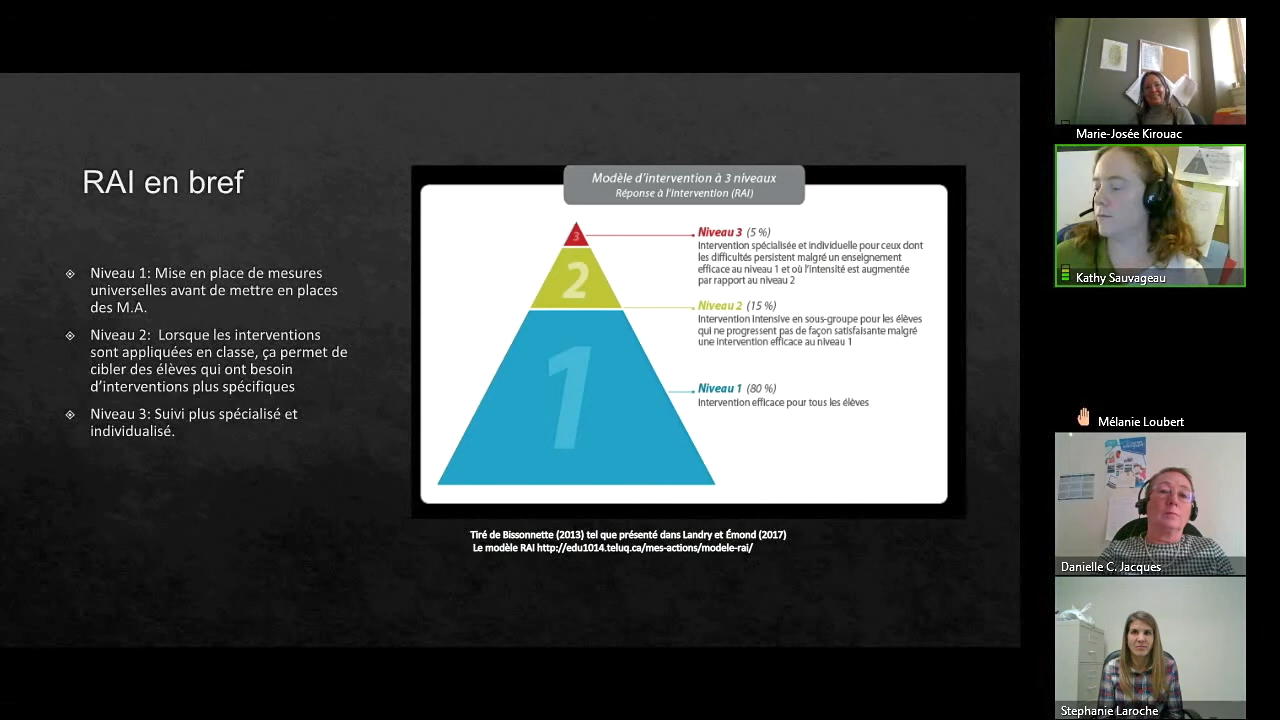 RAI en bref
Niveau 1: Mise en place de mesures
universelles avant de mettre en places
des M.A.
Niveau 2:  Lorsque les interventions
sont appliquées en classe, ça permet de
cibler des élèves qui ont besoin
d’interventions plus spécifiques
Niveau 3: Suivi plus spécialisé et
individualisé.
Modèle d’intervention à 3 niveaux
Réponse à l’Intervention (RAI)
3
2
1
Niveau 3 (5 %)
Intervention spécialisée et individuelle pour ceux dont
les difficultés persistent malgré un enseignement
efficace au niveau 1 et où l’intensité est augmentée
par rapport au niveau 2
Niveau 2 (15 %)
Intervention intensive en sous-groupe pour les élèves
qui ne progressent pas de façon satisfaisante malgré
une intervention efficace au niveau 1
Niveau 1 (80 %)
Intervention efficace pour tous les élèves
Tiré de Bissonnette (2013) tel que présenté dans Landry et Émond (2017)
Le modèle RAI http://edu1014.teluq.ca/mes-actions/modele-rai/
Marie-Josée Kirouac
Kathy Sauvageau
Mélanie Loubert
Danielle C. Jacques
Stephanie Laroche